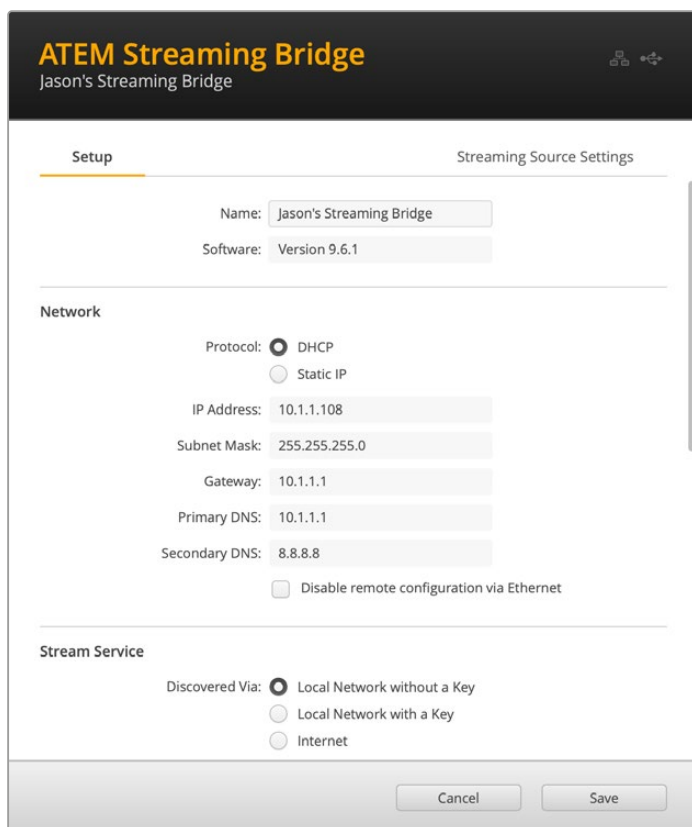 ATEM Streaming Bridge
Jason's Streaming Bridge
Setup Streaming Source Settings
Name: Jason's Streaming Bridge
Software: Version 9.6.1
Network
Protocol: DHCP
Static IP
IP Address: 10.1.1.108
Subnet Mask: 255.255.255.0
Gateway: 10.1.1.1
Primary DNS: 10.1.1.1
Secondary DNS: 8.8.8.8
Disable remote configuration via Ethernet
Stream Service
Discovered Via: Local Network without a Key
Local Network with a Key
Internet
Cancel Save